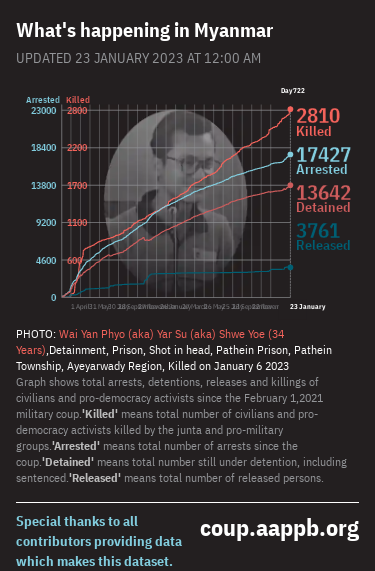 What's happening in Myanmar
UPDATED 23 JANUARY 2023 AT 12:00 AM
Day722
Arrested Killed
23000 2800
18400 2200
13800 1700
9200 1100
4600 600
0
2810
Killed
17427
Arrested
13642
Detained
3761
Released
1 April
23 January
PHOTO: Wai Yan Phyo (aka) Yar Su (aka) Shwe Yoe (34
Years),Detainment, Prison, Shot in head, Pathein Prison, Pathein
Township, Ayeyarwady Region, Killed on January 6 2023
Graph shows total arrests, detentions, releases and killings of
civilians and pro-democracy activists since the February 1,2021
military coup.'Killed' means total number of civilians and pro-
democracy activists killed by the junta and pro-military
groups.'Arrested' means total number of arrests since the
coup.'Detained' means total number still under detention, including
sentenced.'Released' means total number of released persons.
Special thanks to all
contributors providing data
which makes this dataset.
coup.aappb.org